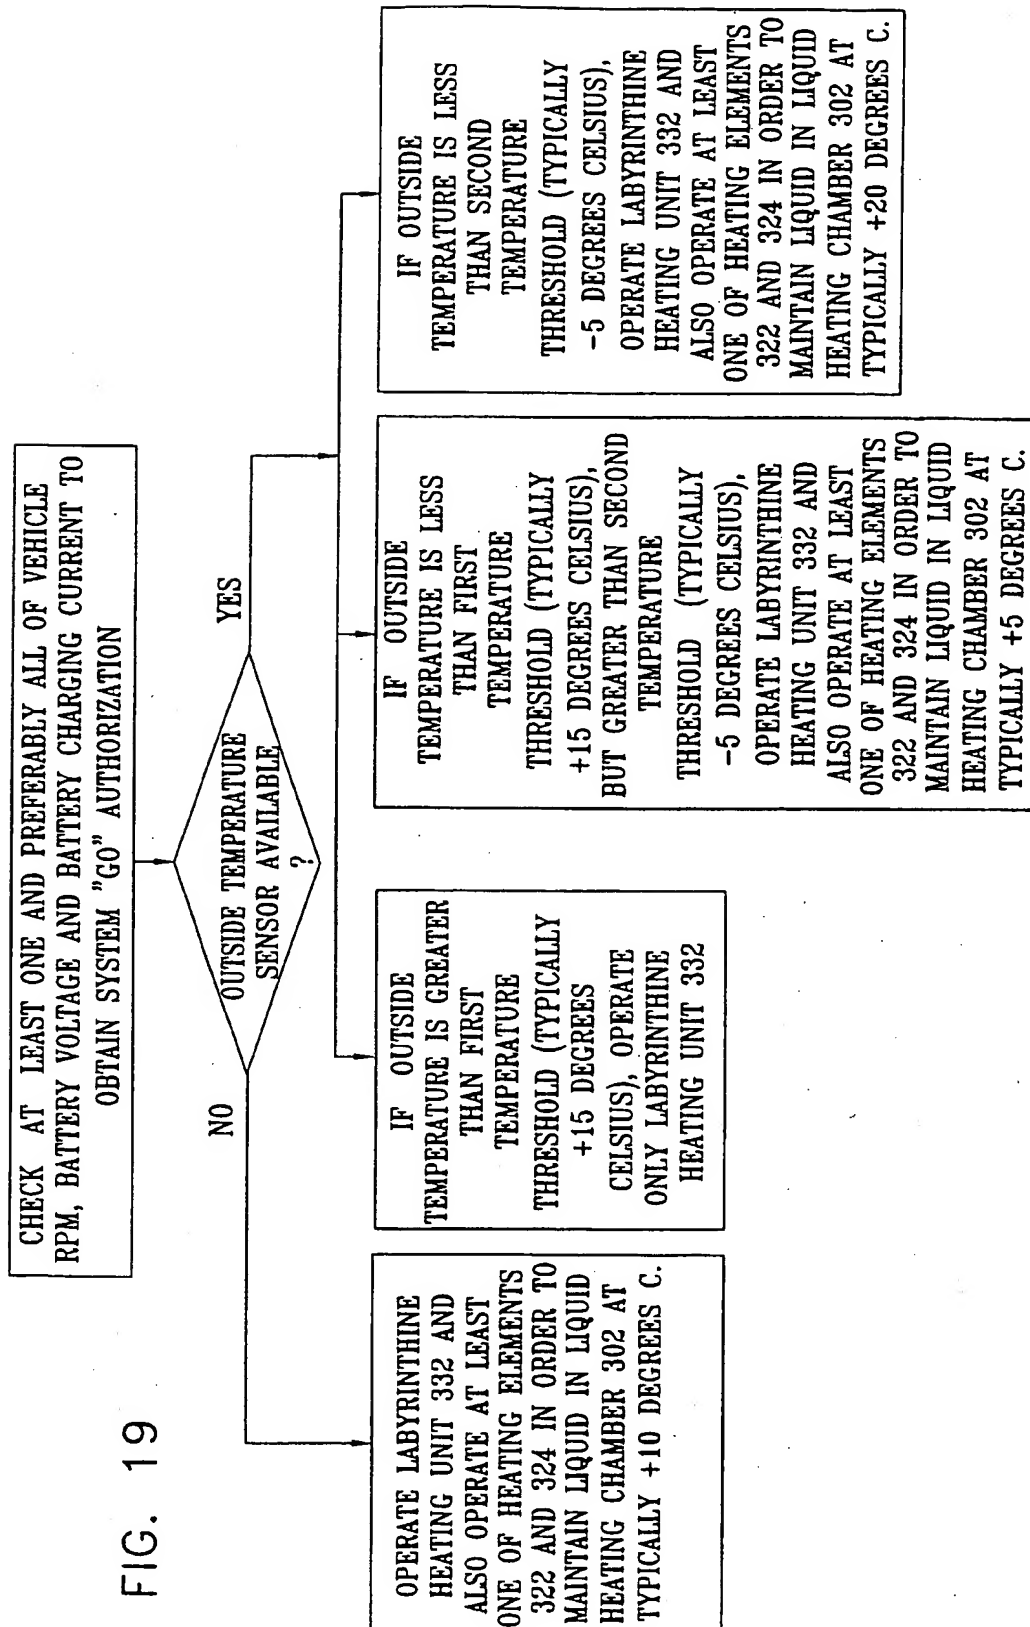 FIG. 19
CHECK AT LEAST ONE AND PREFERABLY ALL OF VEHICLE
RPM, BATTERY VOLTAGE AND BATTERY CHARGING CURRENT TO
OBTAIN SYSTEM "GO" AUTHORIZATION
OUTSIDE TEMPERATURE
SENSOR AVAILABLE
?
NO
YES
OPERATE LABYRINTHINE
HEATING UNIT 332 AND
ALSO OPERATE AT LEAST
ONE OF HEATING ELEMENTS
322 AND 324 IN ORDER TO
MAINTAIN LIQUID IN LIQUID
HEATING CHAMBER 302 AT
TYPICALLY +10 DEGREES C.
IF OUTSIDE
TEMPERATURE IS GREATER
THAN FIRST
TEMPERATURE
THRESHOLD (TYPICALLY
+15 DEGREES
CELSIUS), OPERATE
ONLY LABYRINTHINE
HEATING UNIT 332
IF OUTSIDE
TEMPERATURE IS LESS
THAN FIRST
TEMPERATURE
THRESHOLD (TYPICALLY
+15 DEGREES CELSIUS),
BUT GREATER THAN SECOND
TEMPERATURE
THRESHOLD (TYPICALLY
-5 DEGREES CELSIUS),
OPERATE LABYRINTHINE
HEATING UNIT 332 AND
ALSO OPERATE AT LEAST
ONE OF HEATING ELEMENTS
322 AND 324 IN ORDER TO
MAINTAIN LIQUID IN LIQUID
HEATING CHAMBER 302 AT
TYPICALLY +5 DEGREES C.
IF OUTSIDE
TEMPERATURE IS LESS
THAN SECOND
TEMPERATURE
THRESHOLD (TYPICALLY
-5 DEGREES CELSIUS),
OPERATE LABYRINTHINE
HEATING UNIT 332 AND
ALSO OPERATE AT LEAST
ONE OF HEATING ELEMENTS
322 AND 324 IN ORDER TO
MAINTAIN LIQUID IN LIQUID
HEATING CHAMBER 302 AT
TYPICALLY +20 DEGREES C.